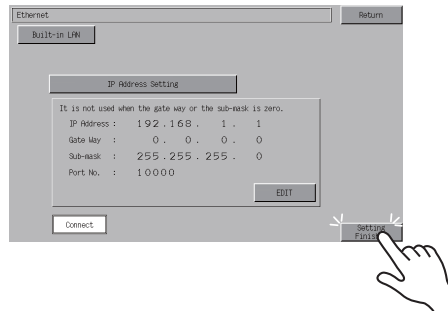 Ethernet
Return
Built-in LAN
IP Address Setting
It is not used when the gate way or the sub-mask is zero.
IP Address : 192.168. 1. 1
Gate Way : 0. 0. 0. 0
Sub-mask : 255.255.255. 0
Port No. : 10000
EDIT
Connect
Setting